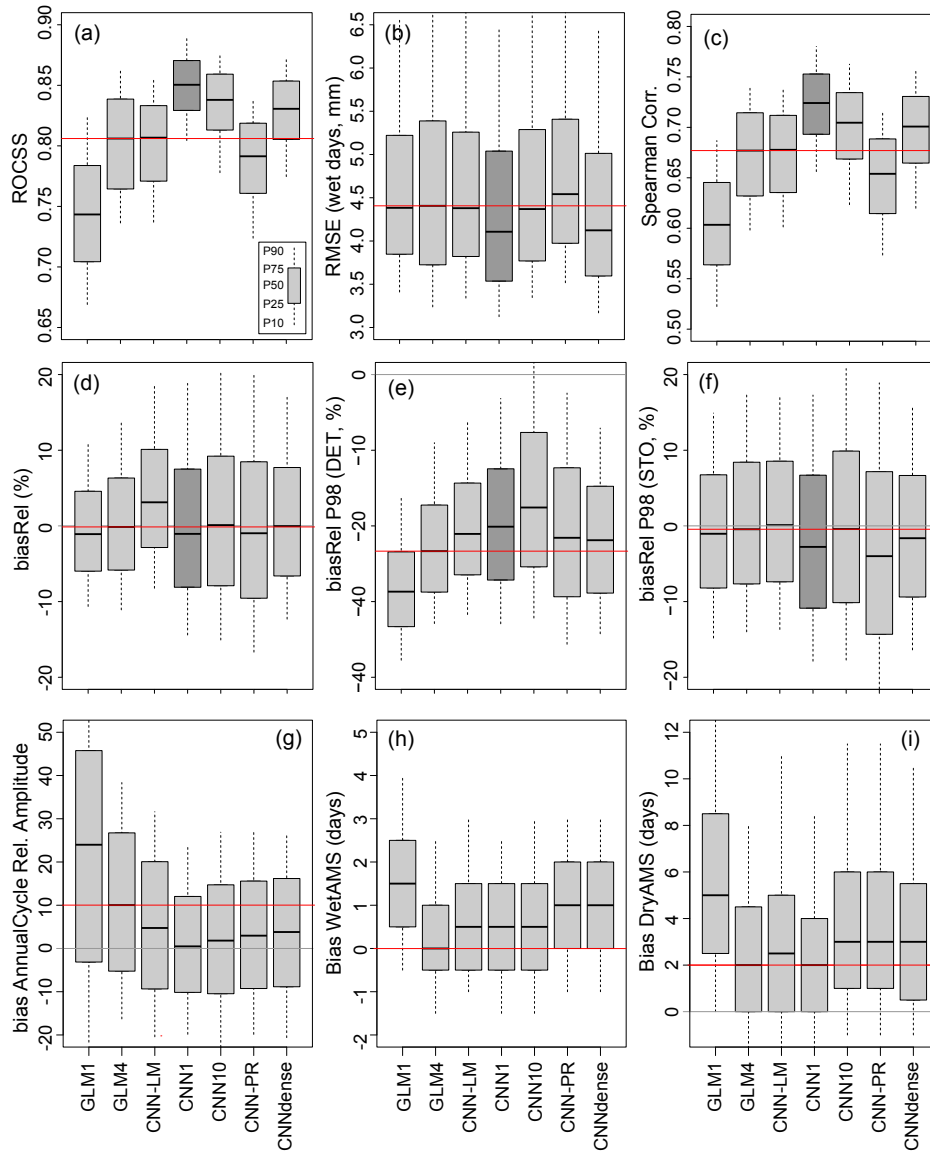 (a)
ROCSS
0.90
0.85
0.80
0.75
0.70
0.65
P90
P75
P50
P25
P10
(b)
RMSE (wet days, mm)
6.5
6.0
5.5
5.0
4.5
4.0
3.5
3.0
(c)
Spearman Corr.
0.80
0.75
0.70
0.65
0.60
0.55
0.50
(d)
biasRel (%)
20
10
0
-10
-20
(e)
biasRel P98 (DET, %)
0
-10
-20
-30
-40
(f)
biasRel P98 (STO, %)
20
10
0
-10
-20
(g)
bias AnnualCycle Rel. Amplitude
50
40
30
20
10
0
10
-20
GLM1
GLM4
CNN-LM
CNN1
CNN10
CNN-PR
CNNdense
(h)
Bias WetAMS (days)
5
4
3
2
1
0
-2
GLM1
GLM4
CNN-LM
CNN1
CNN10
CNN-PR
CNNdense
(i)
Bias DryAMS (days)
12
10
8
6
4
2
0
GLM1
GLM4
CNN-LM
CNN1
CNN10
CNN-PR
CNNdense